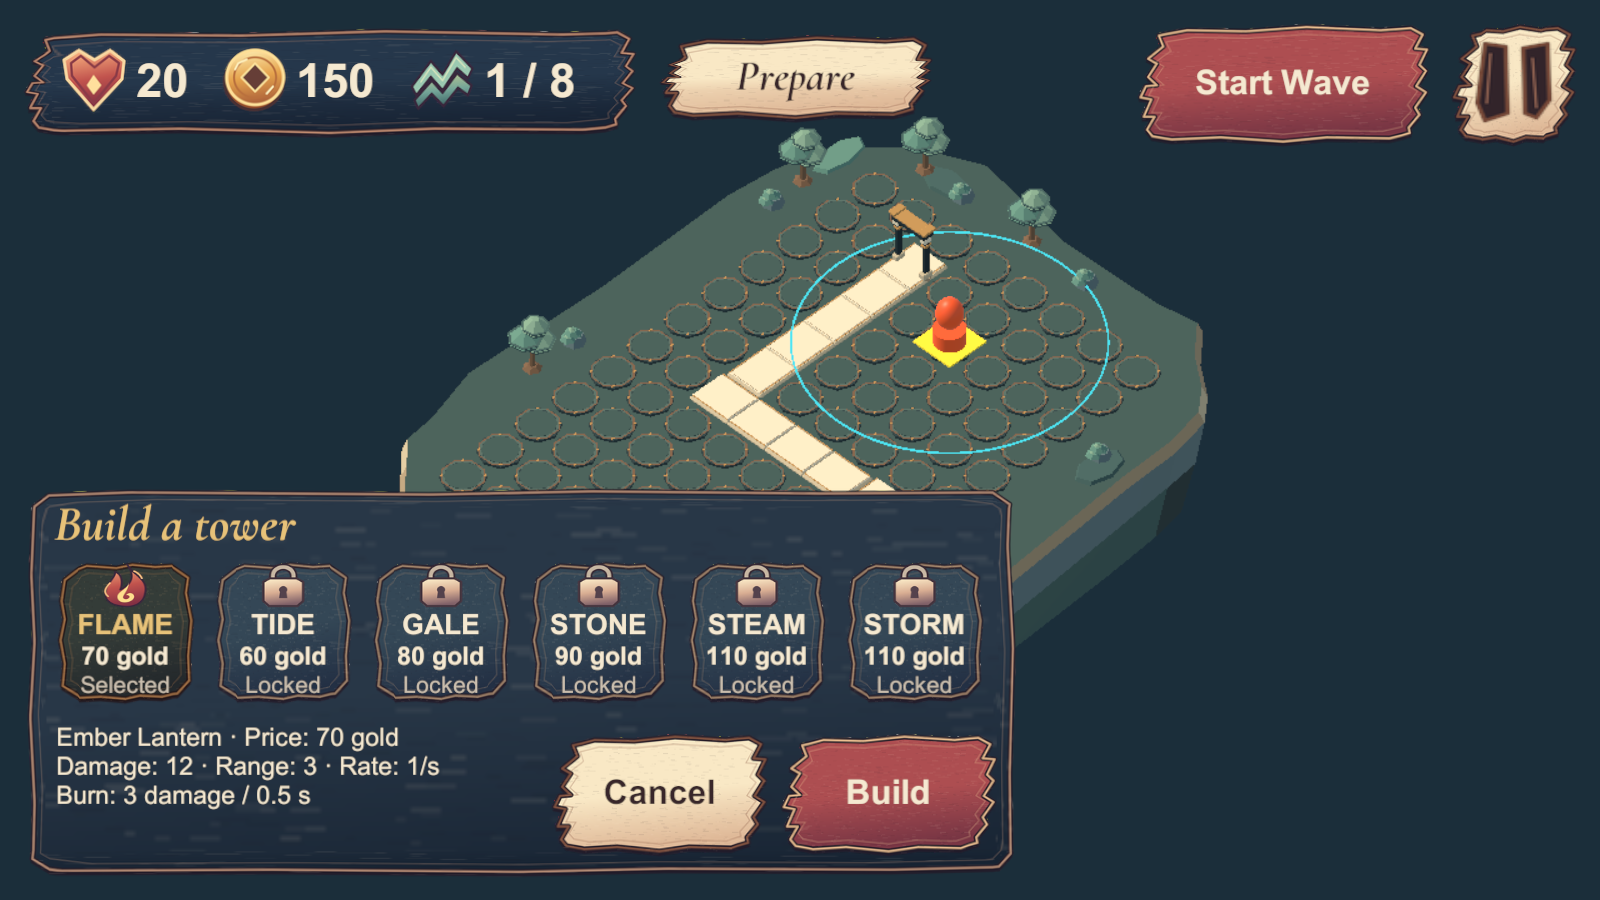 20 150 1 / 8
Prepare
Start Wave
Build a tower
FLAME
70 gold
Selected
TIDE
60 gold
Locked
GALE
80 gold
Locked
STONE
90 gold
Locked
STEAM
110 gold
Locked
STORM
110 gold
Locked
Ember Lantern · Price: 70 gold
Damage: 12 · Range: 3 · Rate: 1/s
Burn: 3 damage / 0.5 s
Cancel
Build